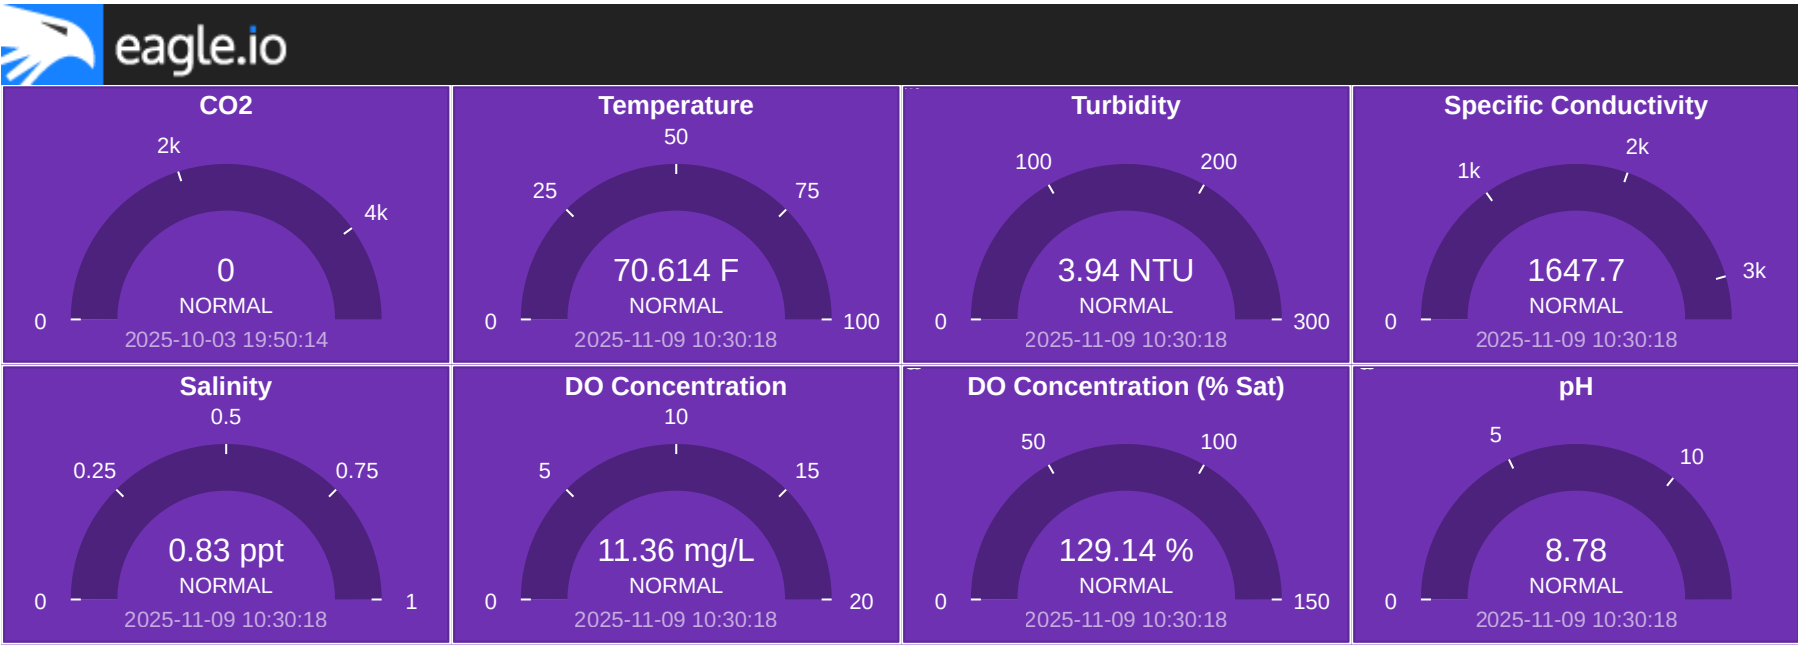 eagle.io
CO2
2k
4k
0
0
NORMAL
2025-10-03 19:50:14
Temperature
50
25
75
70.614 F
NORMAL
0
100
2025-11-09 10:30:18
Turbidity
100
200
3.94 NTU
NORMAL
0
300
2025-11-09 10:30:18
Specific Conductivity
2k
1k
3k
1647.7
NORMAL
0
2025-11-09 10:30:18
Salinity
0.5
0.25
0.75
0.83 ppt
NORMAL
0
1
2025-11-09 10:30:18
DO Concentration
10
5
15
11.36 mg/L
NORMAL
0
20
2025-11-09 10:30:18
DO Concentration (% Sat)
50
100
129.14 %
NORMAL
0
150
2025-11-09 10:30:18
pH
5
10
8.78
NORMAL
0
2025-11-09 10:30:18